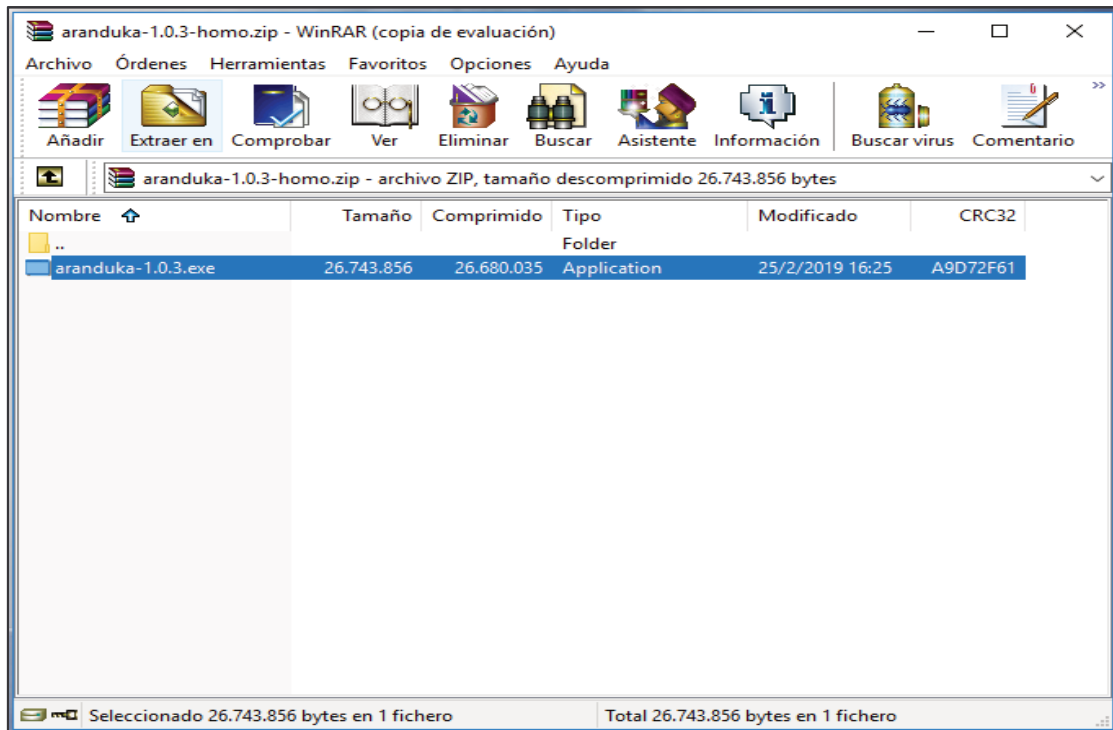 aranduka-1.0.3-homo.zip - WinRAR (copia de evaluación)
Archivo Órdenes Herramientas Favoritos Opciones Ayuda
Añadir Extraer en Comprobar Ver Eliminar Buscar Asistente Información Buscar virus Comentario
aranduka-1.0.3-homo.zip - archivo ZIP, tamaño descomprimido 26.743.856 bytes
Nombre Tamaño Comprimido Tipo Modificado CRC32
.. Folder
aranduka-1.0.3.exe 26.743.856 26.680.035 Application 25/2/2019 16:25 A9D72F61
Seleccionado 26.743.856 bytes en 1 fichero Total 26.743.856 bytes en 1 fichero